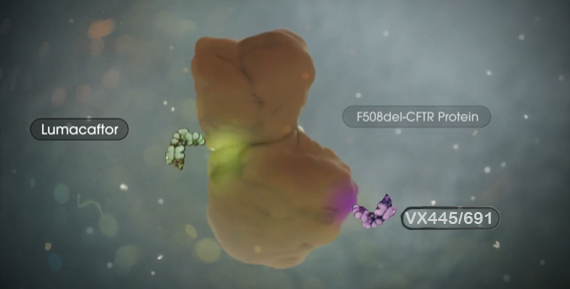 F508del-CFTR Protein
Lumacaftor
VX445/691